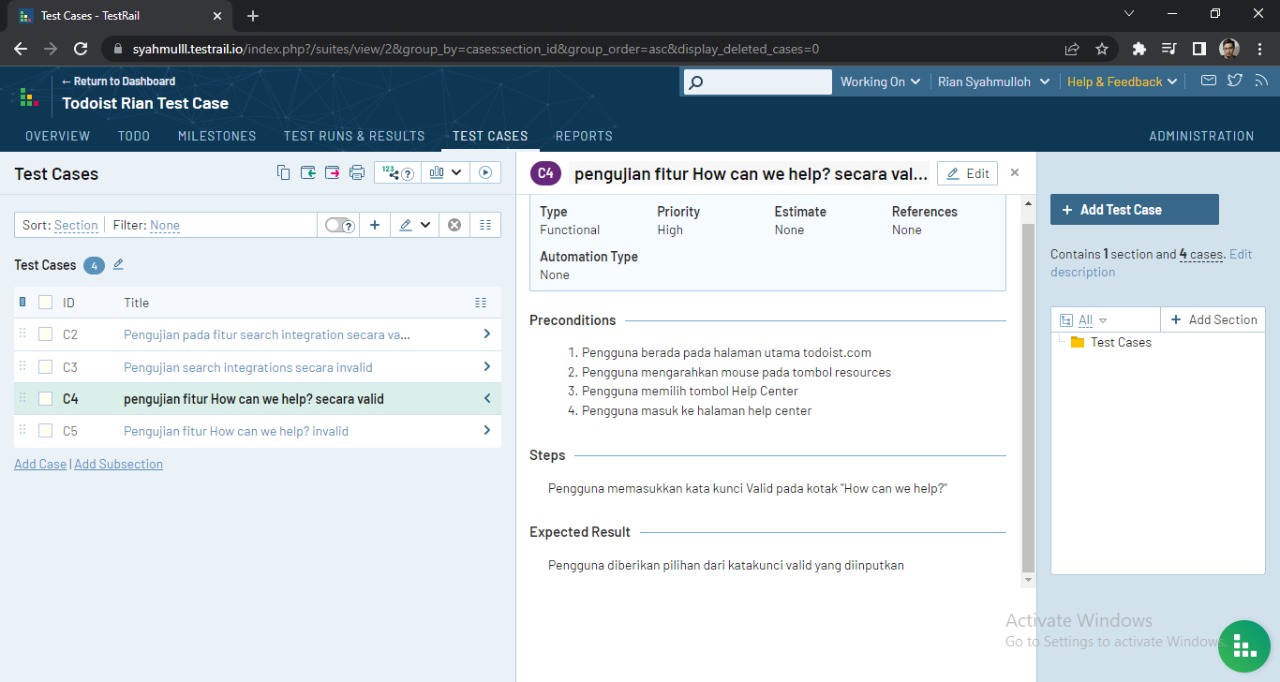 Test Cases - TestRail
syahmulll.testrail.io/index.php?/suites/view/2&group_by=cases:section_id&group_order=asc&display_deleted_cases=0
← Return to Dashboard
Todoist Rian Test Case
Working On
Rian Syahmulloh
Help & Feedback
OVERVIEW
TODO
MILESTONES
TEST RUNS & RESULTS
TEST CASES
REPORTS
ADMINISTRATION
Test Cases
123
?
Sort: Section
Filter: None
?
Test Cases 4
ID Title
C2 Pengujian pada fitur search integration secara va...
C3 Pengujian search integrations secara invalid
C4 pengujian fitur How can we help? secara valid
C5 Pengujian fitur How can we help? invalid
Add Case | Add Subsection
C4 pengujian fitur How can we help? secara val...
Edit
Type Priority Estimate References
Functional High None None
Automation Type
None
Preconditions
1. Pengguna berada pada halaman utama todoist.com
2. Pengguna mengarahkan mouse pada tombol resources
3. Pengguna memilih tombol Help Center
4. Pengguna masuk ke halaman help center
Steps
Pengguna memasukkan kata kunci Valid pada kotak "How can we help?"
Expected Result
Pengguna diberikan pilihan dari katakunci valid yang diinputkan
+ Add Test Case
Contains 1 section and 4 cases. Edit
description
All
+ Add Section
Test Cases
Activate Windows
Go to Settings to activate Windows.